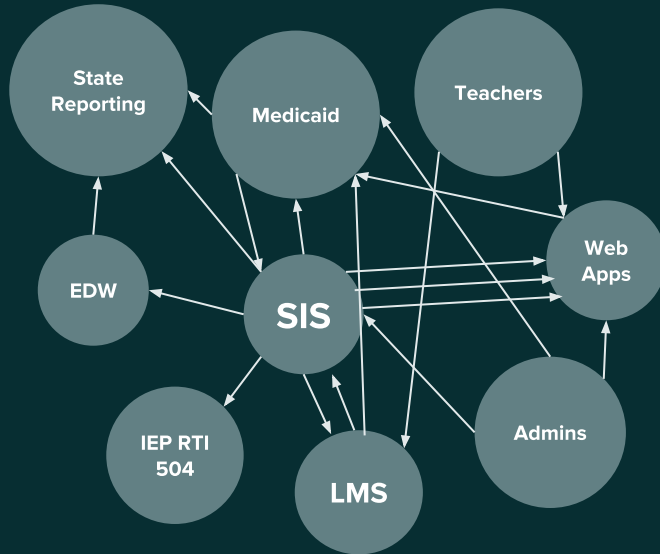 State
Reporting
Medicaid
Teachers
Web
Apps
EDW
SIS
IEP RTI
504
LMS
Admins